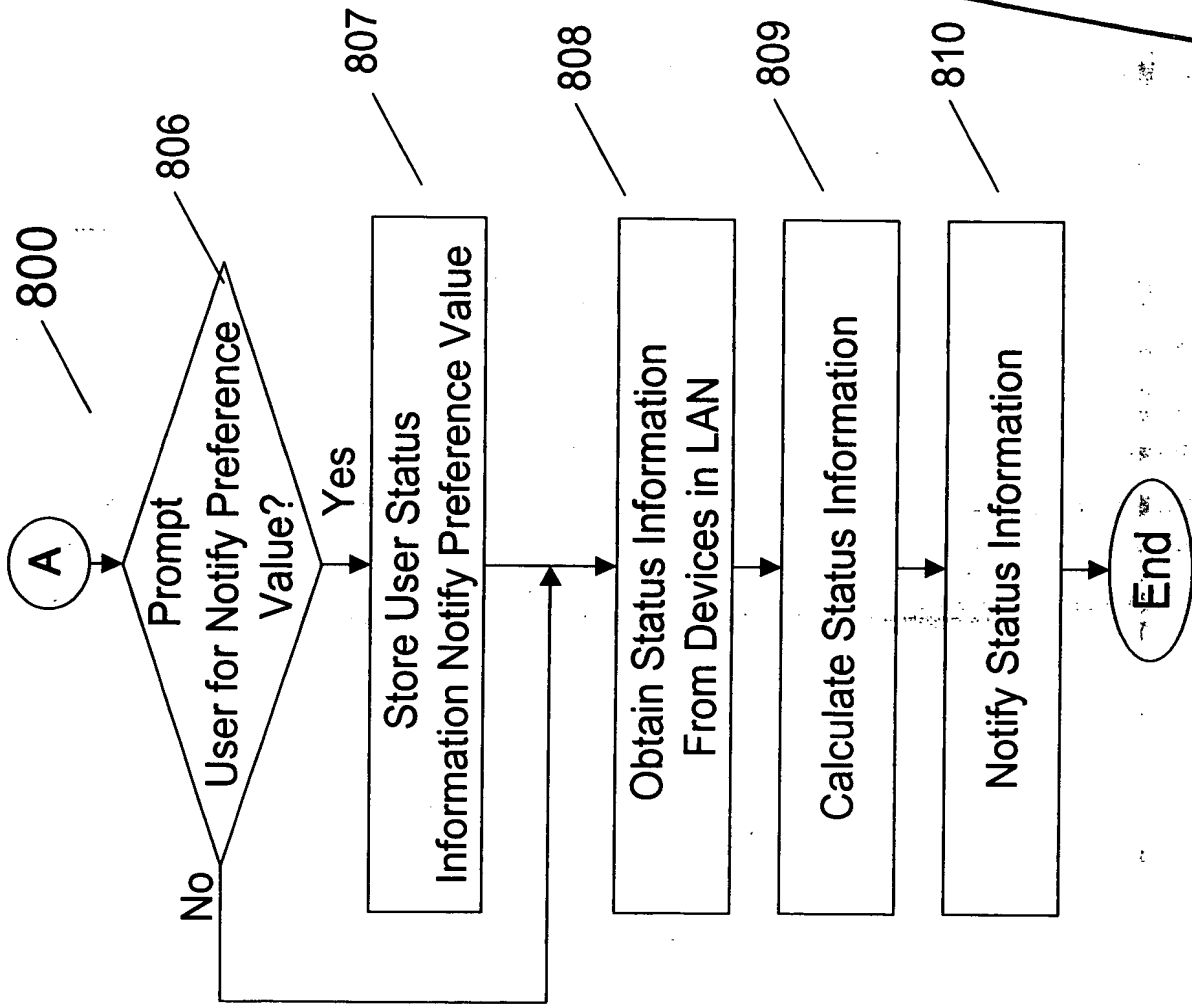 800
A
806
Prompt
User for Notify Preference
Value?
No
Yes
807
Store User Status
Information Notify Preference Value
808
Obtain Status Information
From Devices in LAN
809
Calculate Status Information
810
Notify Status Information
End